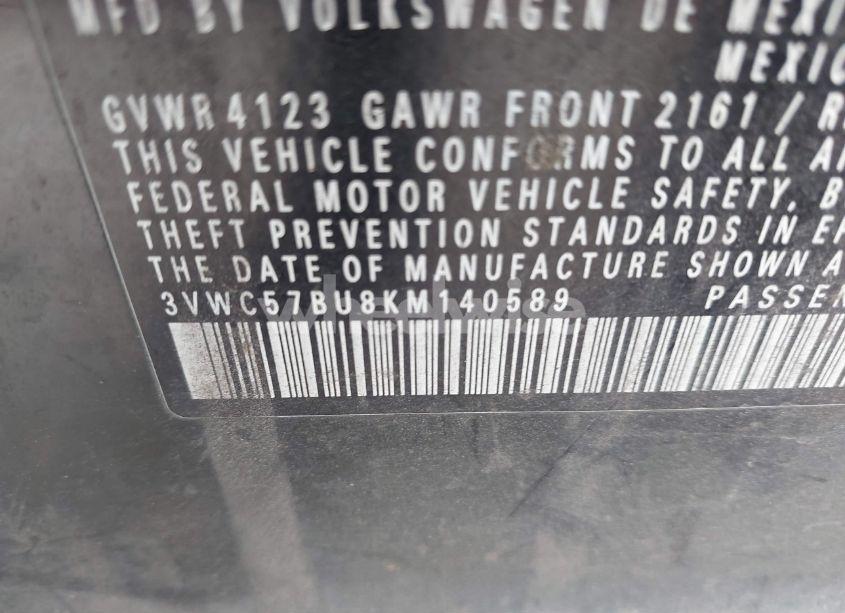 MFD BY VOLKSWAGEN DE MEXI
MEXIC
GVWR 4123 GAWR FRONT 2161 / R
THIS VEHICLE CONFORMS TO ALL A
FEDERAL MOTOR VEHICLE SAFETY, B
THEFT PREVENTION STANDARDS IN E
THE DATE OF MANUFACTURE SHOWN A
3VWC57BU8KM140589 PASSEN